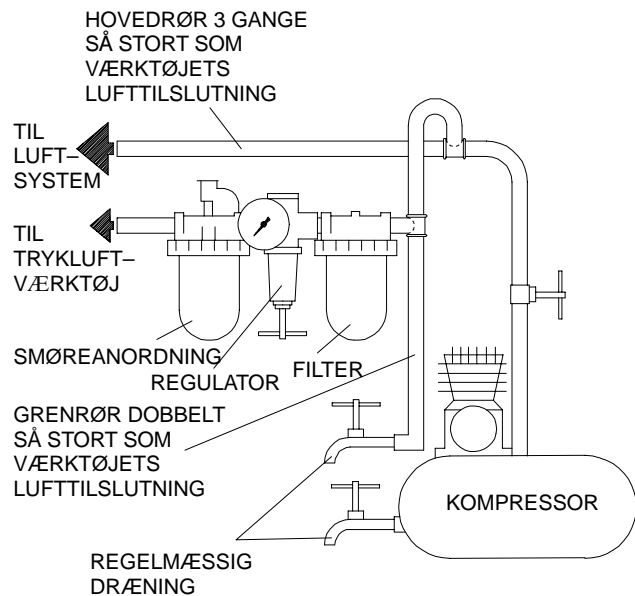 HOVEDRØR 3 GANGE
SÅ STORT SOM
VÆRKTØJETS
LUFTTILSLUTNING
TIL
LUFT–
SYSTEM
TIL
TRYKLUFT–
VÆRKTØJ
SMØREANORDNING
REGULATOR
FILTER
GRENRØR DOBBELT
SÅ STORT SOM
VÆRKTØJETS
LUFTTILSLUTNING
KOMPRESSOR
REGELMÆSSIG
DRÆNING